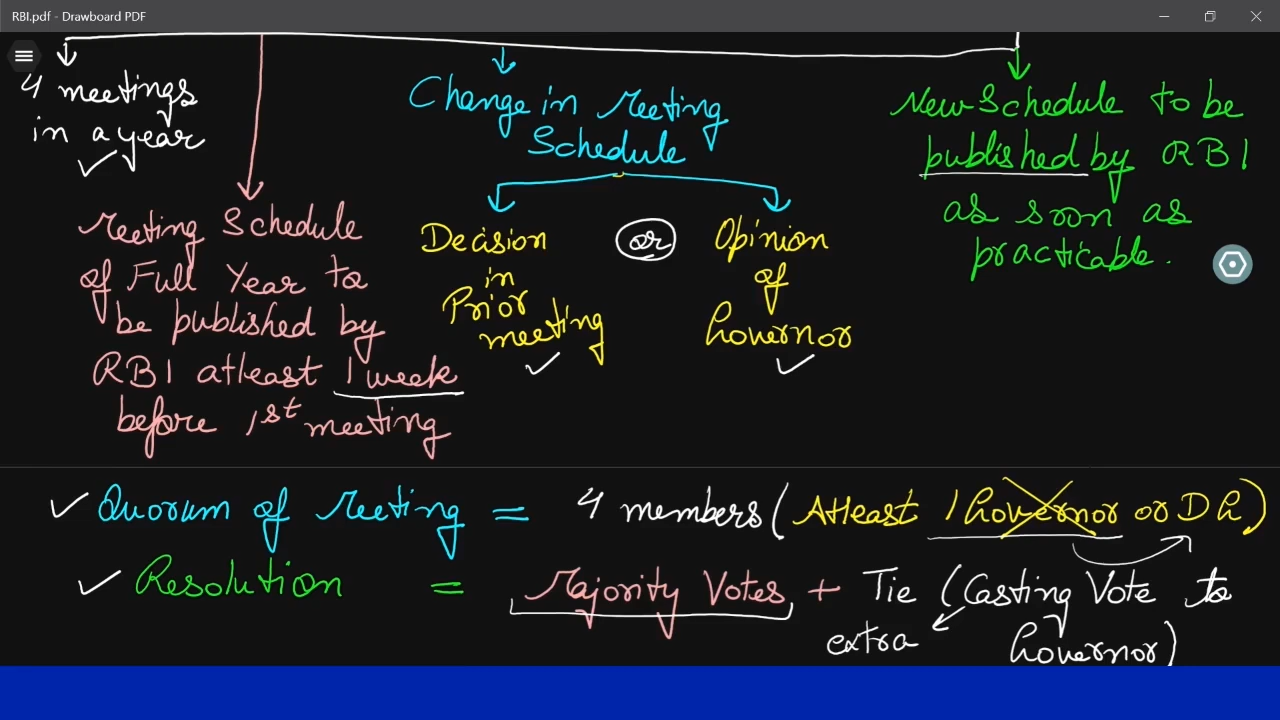 RBI.pdf - Drawboard PDF
4 meetings
in a year
Meeting Schedule
of Full Year to
be published by
RBI atleast 1 week
before 1st meeting
Change in Meeting
Schedule
Decision
in
Prior
meeting
or
Opinion
of
Governor
New Schedule to be
published by RBI
as soon as
practicable.
Quorum of Meeting = 4 members (Atleast 1 Governor or DG)
Resolution = Majority Votes + Tie (Casting Vote to
extra Governor)